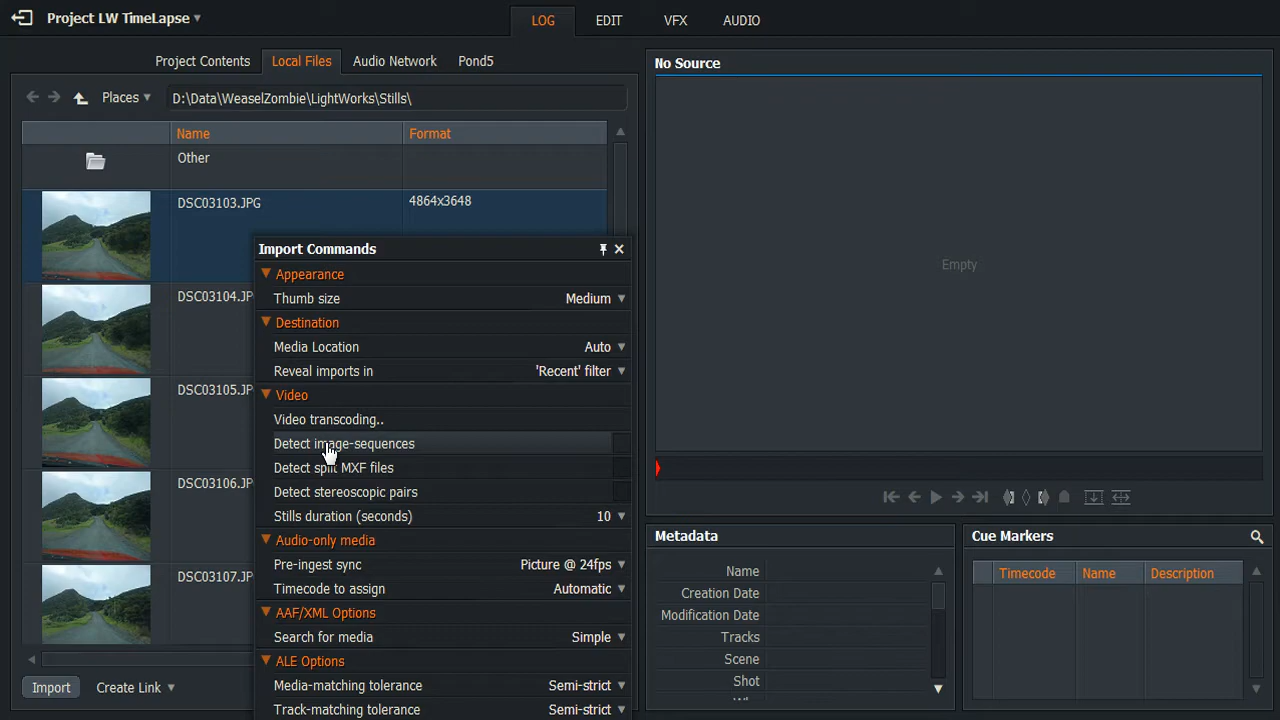 Project LW TimeLapse
LOG EDIT VFX AUDIO
Project Contents Local Files Audio Network Pond5
Places D:\Data\WeaselZombie\LightWorks\Stills\
Name Format
Other
DSC03103.JPG 4864x3648
DSC03104.JP
DSC03105.JP
DSC03106.JP
DSC03107.JP
Import Create Link
Import Commands
Appearance
Thumb size Medium
Destination
Media Location Auto
Reveal imports in 'Recent' filter
Video
Video transcoding..
Detect image-sequences
Detect split MXF files
Detect stereoscopic pairs
Stills duration (seconds) 10
Audio-only media
Pre-ingest sync Picture @ 24fps
Timecode to assign Automatic
AAF/XML Options
Search for media Simple
ALE Options
Media-matching tolerance Semi-strict
Track-matching tolerance Semi-strict
No Source
Empty
Metadata
Name
Creation Date
Modification Date
Tracks
Scene
Shot
Cue Markers
Timecode Name Description